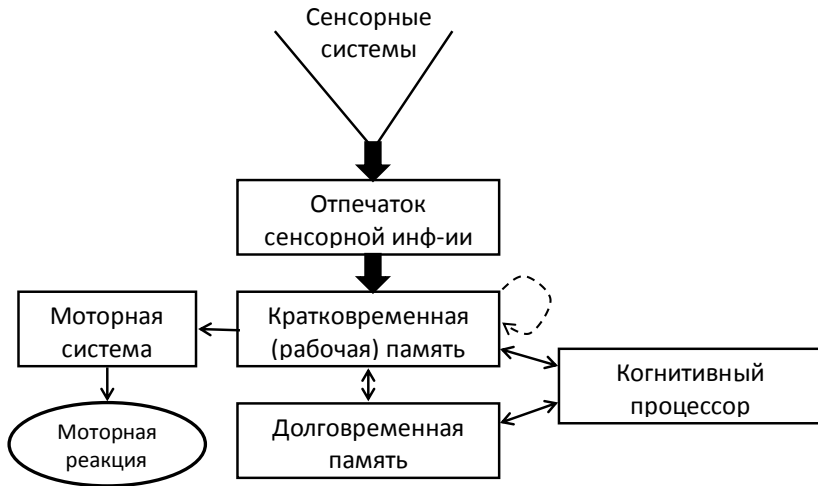 Сенсорные
системы
Отпечаток
сенсорной инф-ии
Моторная
система
Кратковременная
(рабочая) память
Когнитивный
процессор
Моторная
реакция
Долговременная
память